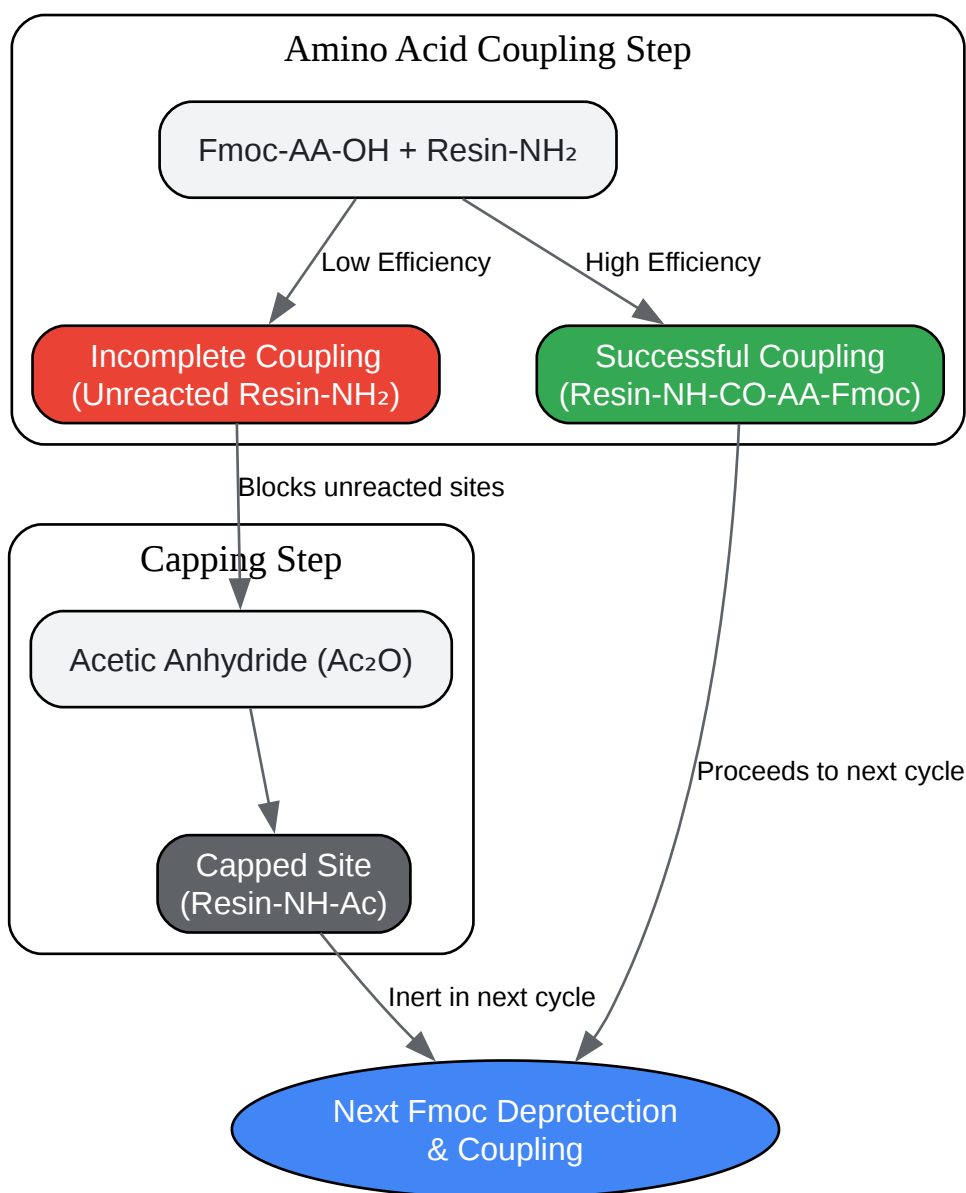 Amino Acid Coupling Step
Fmoc-AA-OH + Resin-NH₂
Low Efficiency
High Efficiency
Incomplete Coupling
(Unreacted Resin-NH₂)
Successful Coupling
(Resin-NH-CO-AA-Fmoc)
Blocks unreacted sites
Capping Step
Acetic Anhydride (Ac₂O)
Proceeds to next cycle
Capped Site
(Resin-NH-Ac)
Inert in next cycle
Next Fmoc Deprotection
& Coupling